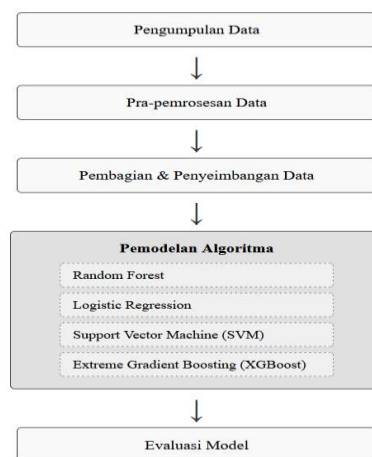 Pengumpulan Data
Pra-pemrosesan Data
Pembagian & Penyeimbangan Data
Pemodelan Algoritma
Random Forest
Logistic Regression
Support Vector Machine (SVM)
Extreme Gradient Boosting (XGBoost)
Evaluasi Model